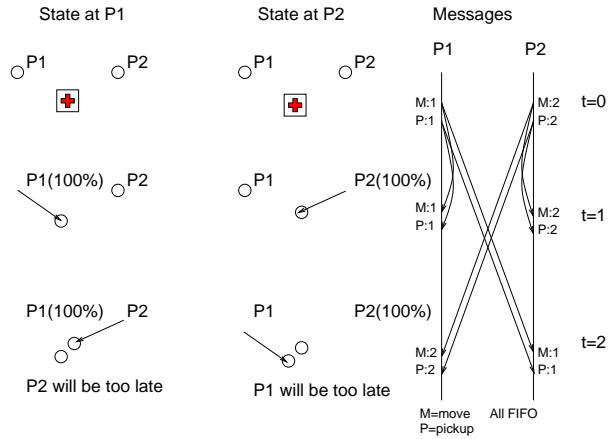 State at P1 State at P2 Messages
P1 P2 P1 P2 P1 P2
M:1 M:2 t=0
P:1 P:2
P1(100%) P2 P1 P2(100%)
M:1 M:2 t=1
P:1 P:2
P1(100%) P2 P1 P2(100%)
M:2 M:1 t=2
P:2 P:1
P2 will be too late P1 will be too late
M=move All FIFO
P=pickup